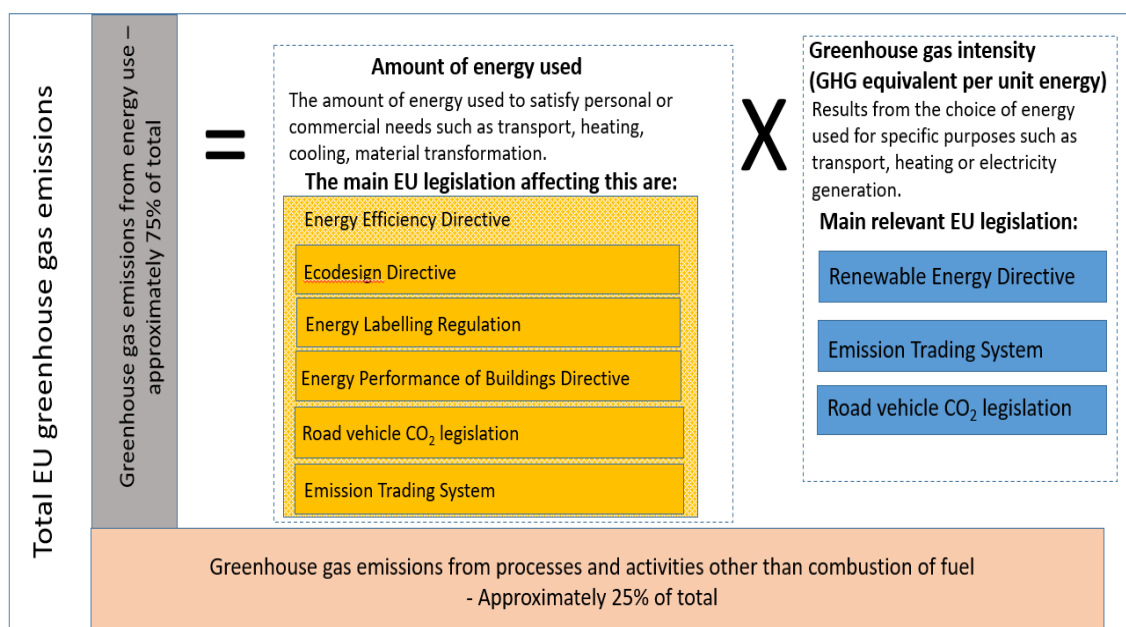 Total EU greenhouse gas emissions
Greenhouse gas emissions from energy use –
approximately 75% of total
=
Amount of energy used
The amount of energy used to satisfy personal or
commercial needs such as transport, heating,
cooling, material transformation.
The main EU legislation affecting this are:
Energy Efficiency Directive
Ecodesign Directive
Energy Labelling Regulation
Energy Performance of Buildings Directive
Road vehicle CO₂ legislation
Emission Trading System
X
Greenhouse gas intensity
(GHG equivalent per unit energy)
Results from the choice of energy
used for specific purposes such as
transport, heating or electricity
generation.
Main relevant EU legislation:
Renewable Energy Directive
Emission Trading System
Road vehicle CO₂ legislation
Greenhouse gas emissions from processes and activities other than combustion of fuel
- Approximately 25% of total